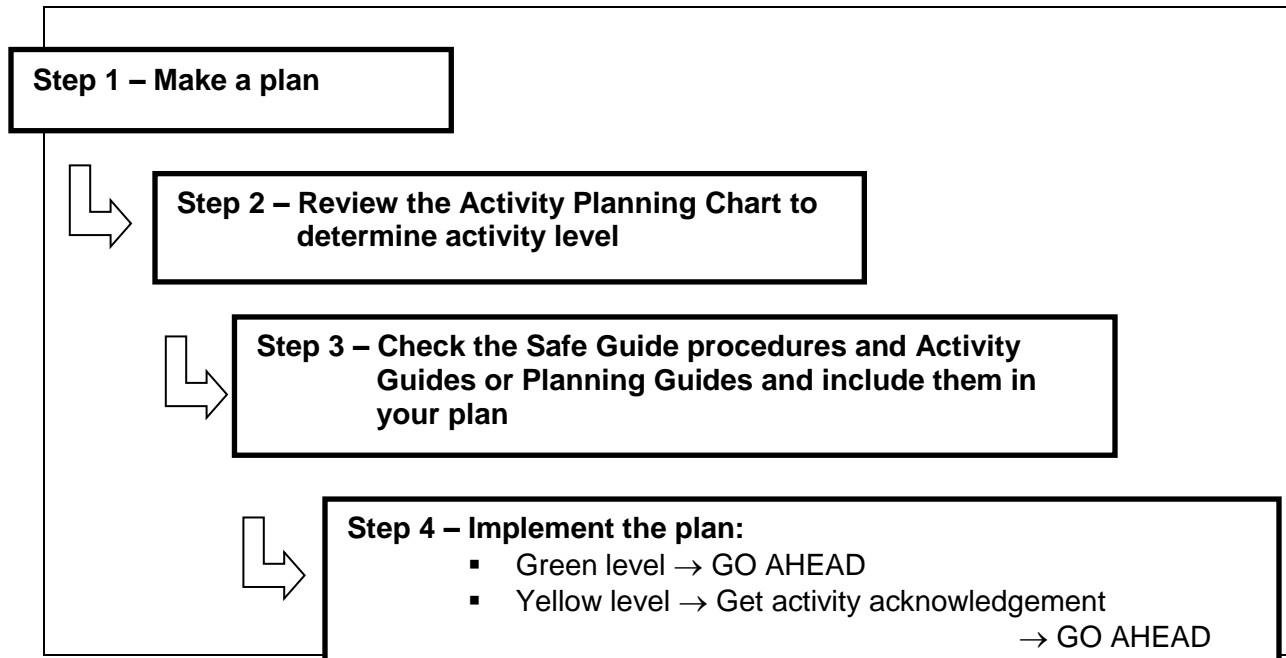 Step 1 – Make a plan
Step 2 – Review the Activity Planning Chart to
determine activity level
Step 3 – Check the Safe Guide procedures and Activity
Guides or Planning Guides and include them in
your plan
Step 4 – Implement the plan:
▪ Green level → GO AHEAD
▪ Yellow level → Get activity acknowledgement
→ GO AHEAD